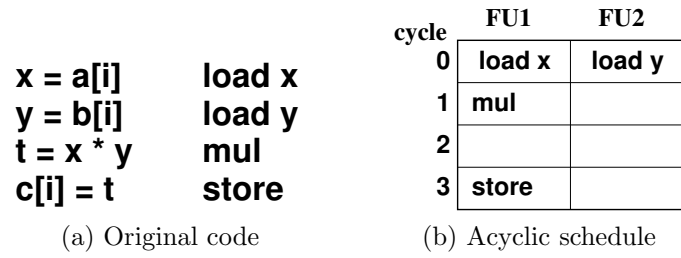 x = a[i] load x
y = b[i] load y
t = x * y mul
c[i] = t store
(a) Original code
FU1 FU2
cycle
0 load x load y
1 mul
2
3 store
(b) Acyclic schedule